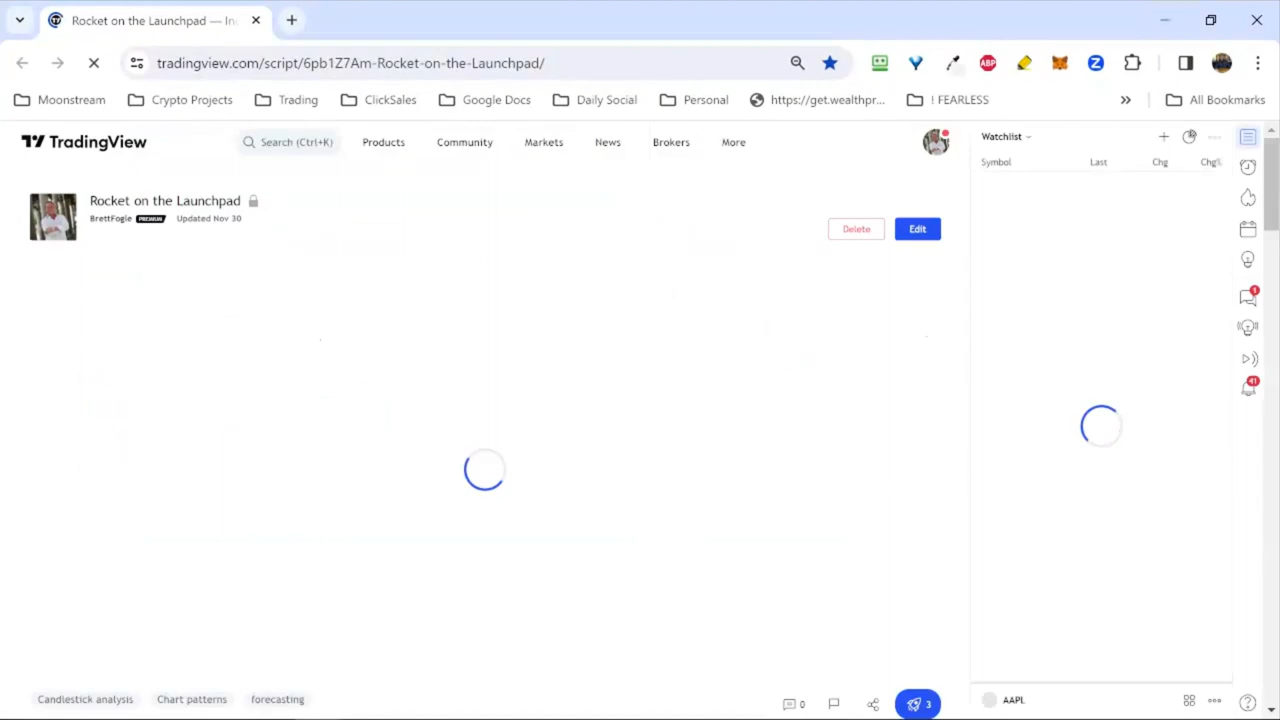 Rocket on the Launchpad — In
tradingview.com/script/6pb1Z7Am-Rocket-on-the-Launchpad/
ABP
Z
Moonstream
Crypto Projects
Trading
ClickSales
Google Docs
Daily Social
Personal
https://get.wealthpr...
! FEARLESS
»
All Bookmarks
TradingView
Search (Ctrl+K)
Products
Community
Markets
News
Brokers
More
Watchlist
Symbol
Last
Chg
Chg%
Rocket on the Launchpad
BrettFogle PREMIUM Updated Nov 30
Delete
Edit
1
41
Candlestick analysis
Chart patterns
forecasting
0
3
AAPL